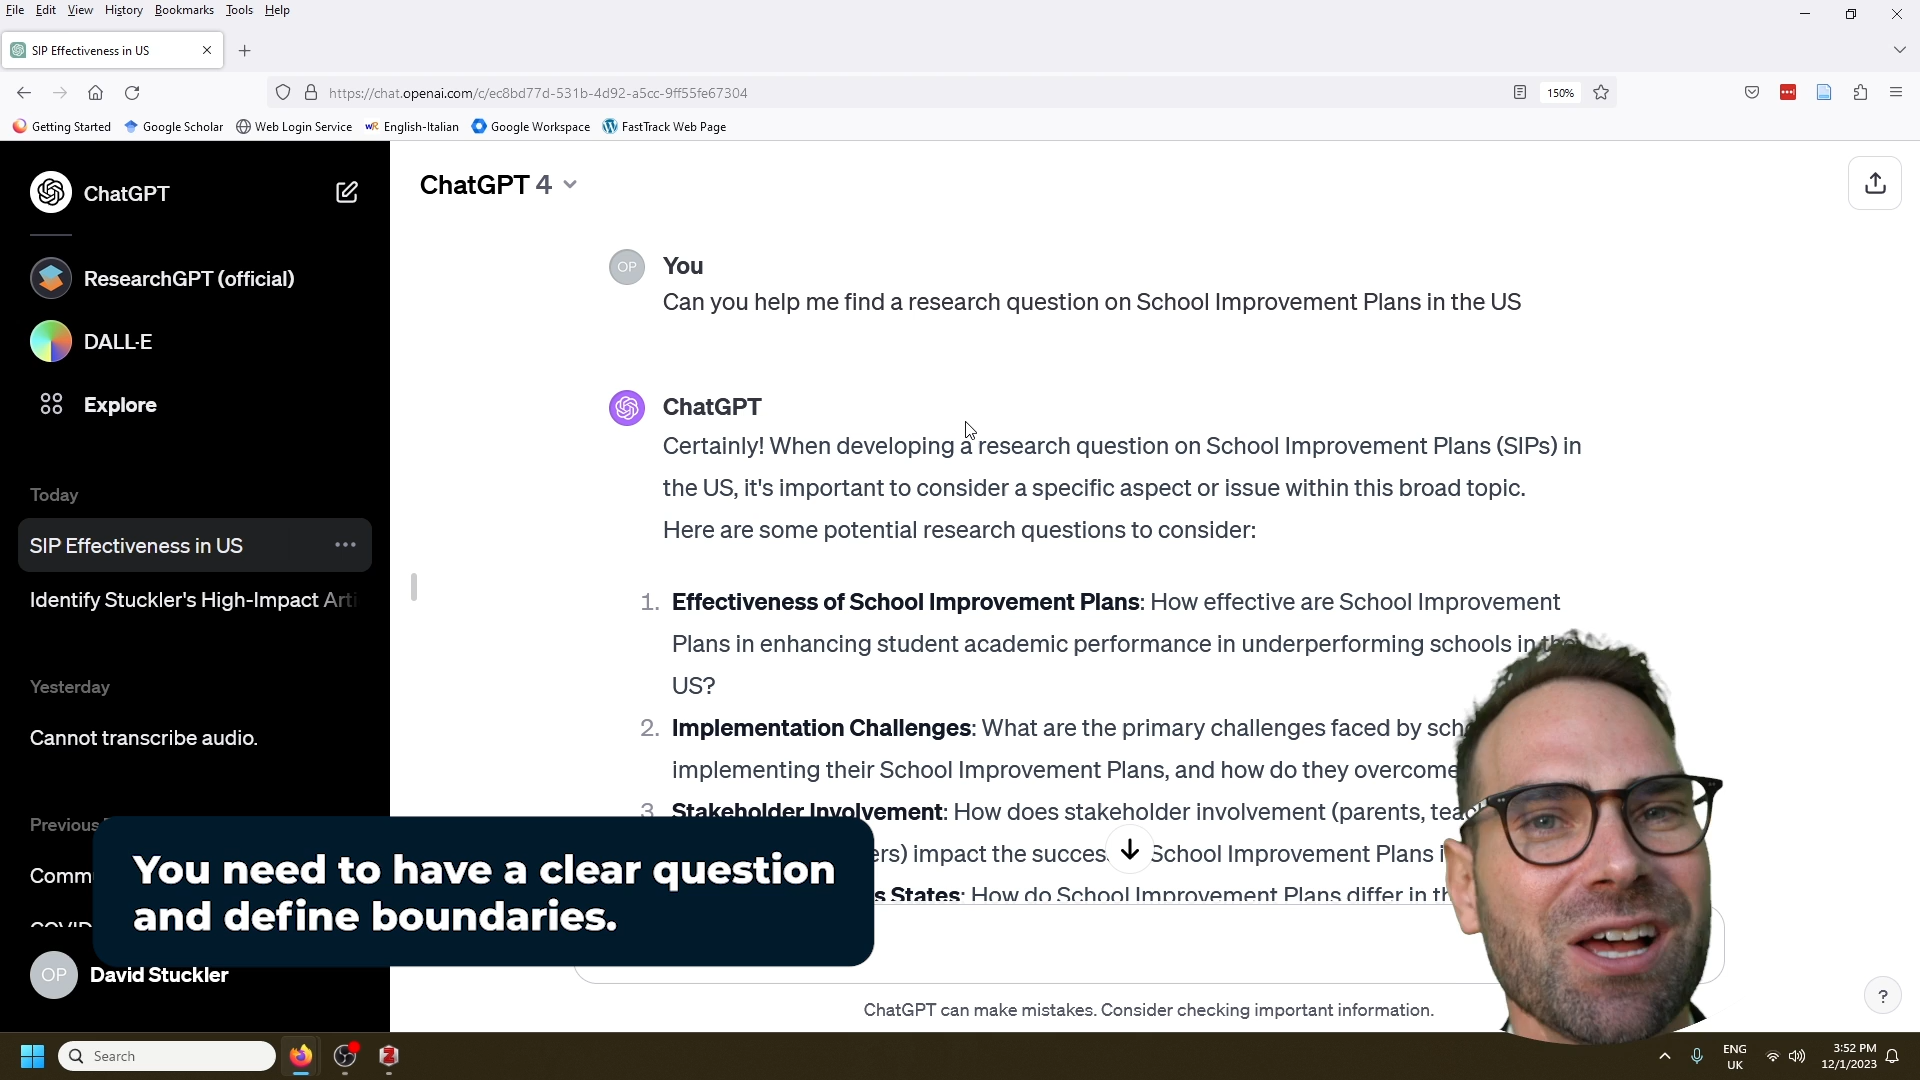 File Edit View History Bookmarks Tools Help
SIP Effectiveness in US
https://chat.openai.com/c/ec8bd77d-531b-4d92-a5cc-9ff55fe67304
150%
Getting Started Google Scholar Web Login Service English-Italian Google Workspace FastTrack Web Page
ChatGPT
ResearchGPT (official)
DALL·E
Explore
Today
SIP Effectiveness in US
Identify Stuckler's High-Impact Arti
Yesterday
Cannot transcribe audio.
Previous
Comm
OP David Stuckler
ChatGPT 4
OP You
Can you help me find a research question on School Improvement Plans in the US
ChatGPT
Certainly! When developing a research question on School Improvement Plans (SIPs) in
the US, it's important to consider a specific aspect or issue within this broad topic.
Here are some potential research questions to consider:
1. Effectiveness of School Improvement Plans: How effective are School Improvement
Plans in enhancing student academic performance in underperforming schools in the
US?
2. Implementation Challenges: What are the primary challenges faced by scho
implementing their School Improvement Plans, and how do they overcome
3. Stakeholder Involvement: How does stakeholder involvement (parents, teac
ers) impact the succes School Improvement Plans i
s States: How do School Improvement Plans differ in th
You need to have a clear question
and define boundaries.
ChatGPT can make mistakes. Consider checking important information.
?
Search
ENG
UK
3:52 PM
12/1/2023